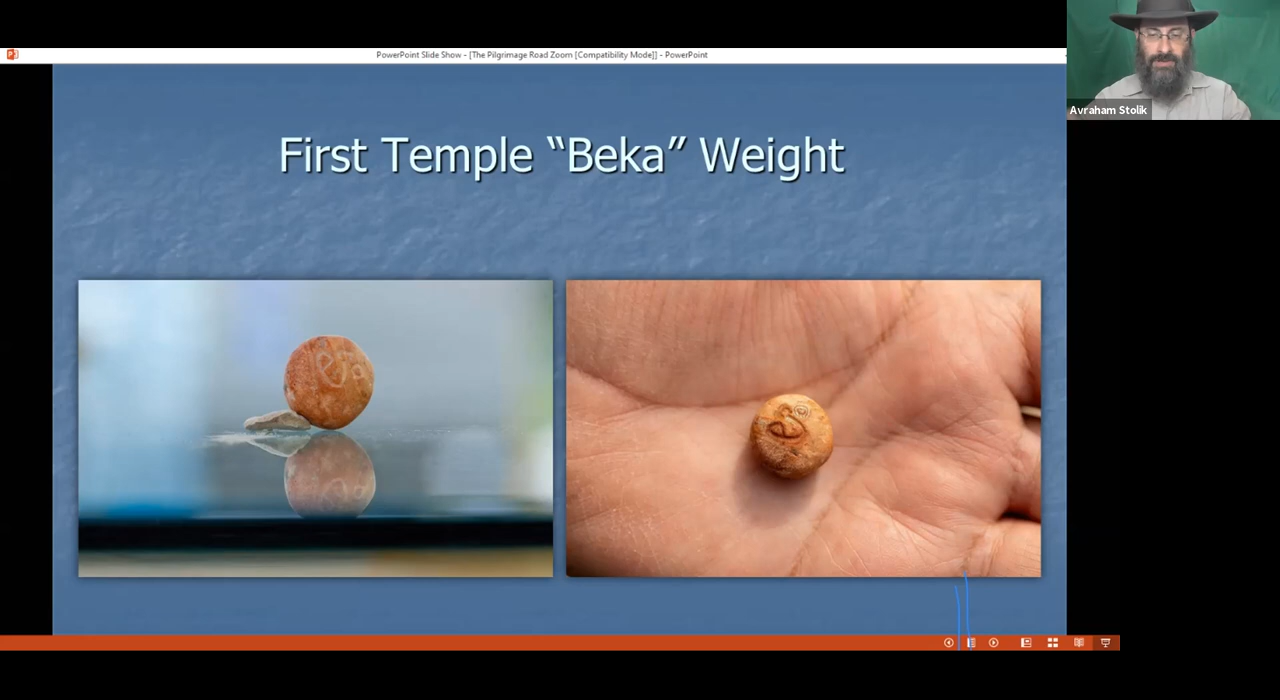 PowerPoint Slide Show - [The Pilgrimage Road Zoom [Compatibility Mode]] - PowerPoint
Avraham Stolik
First Temple “Beka” Weight